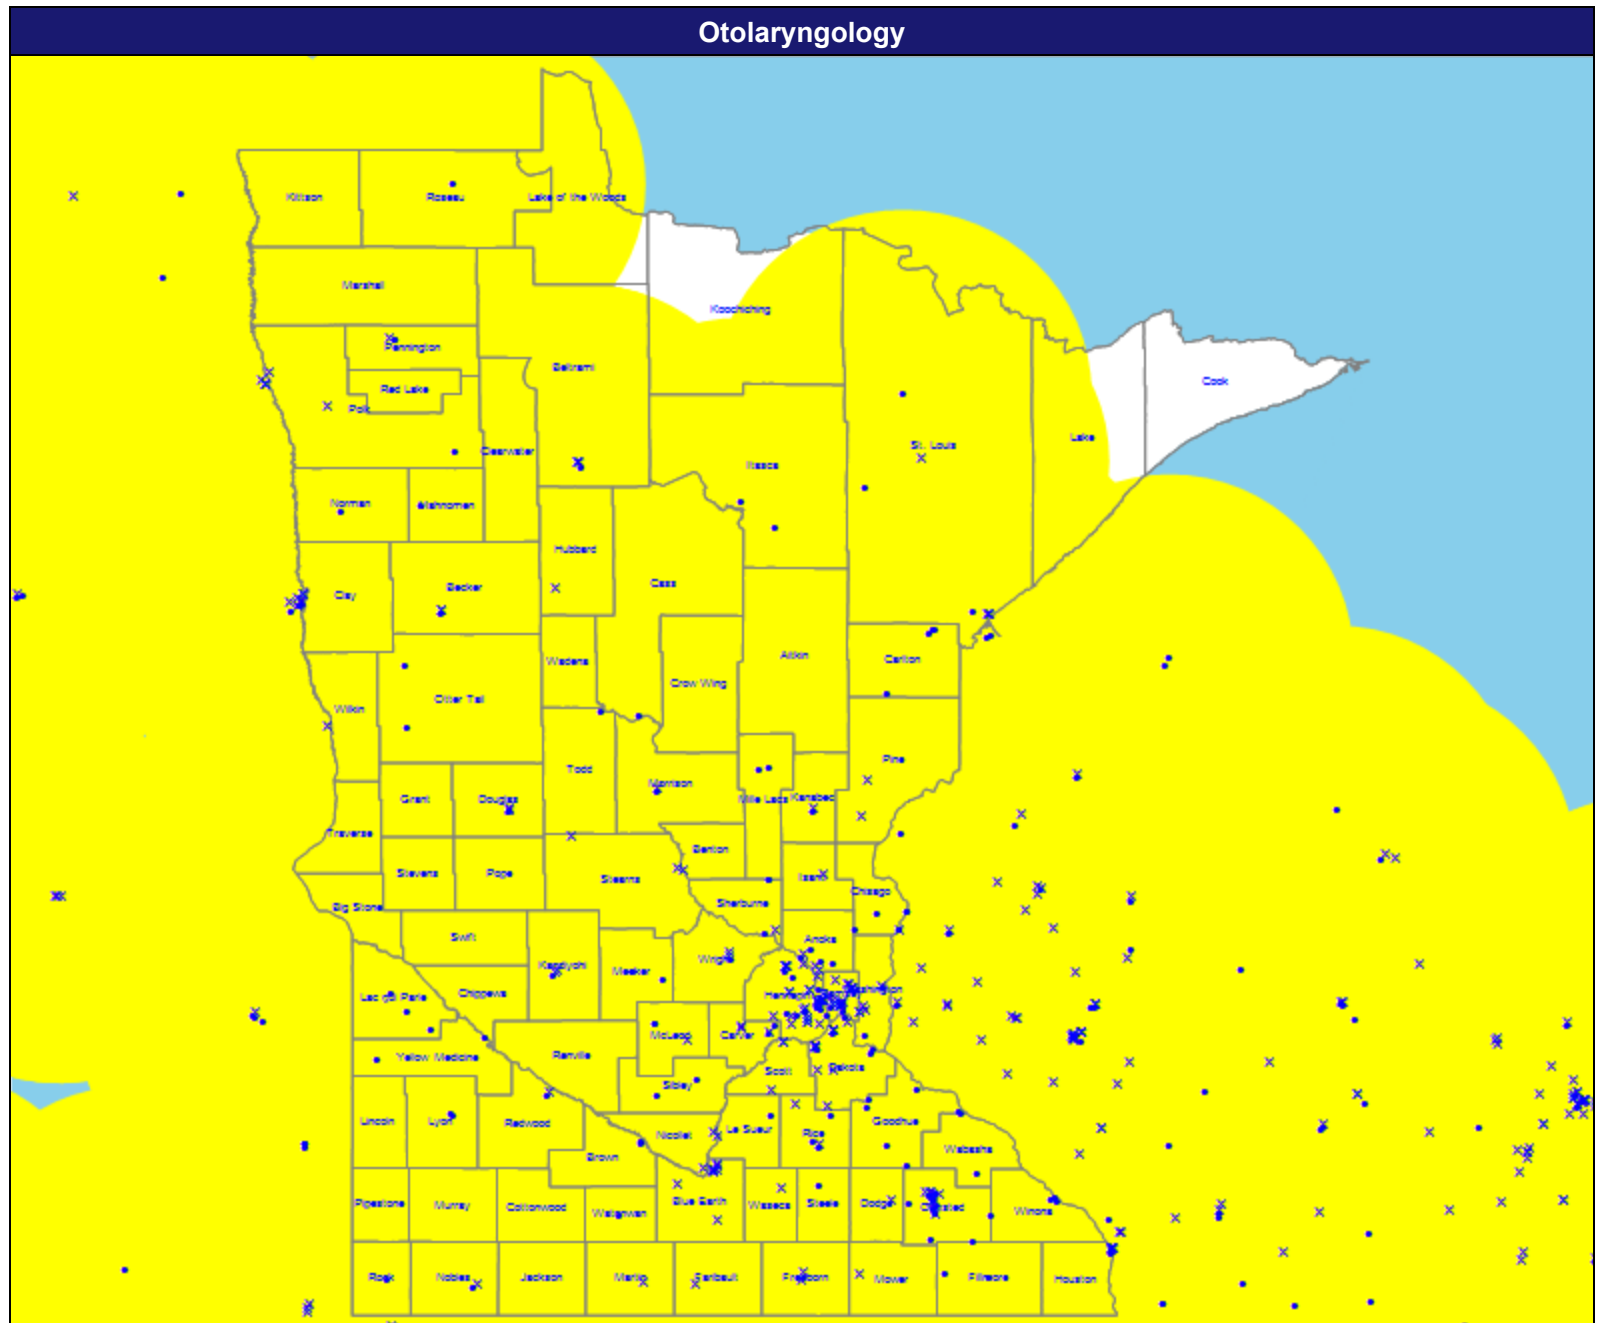 Otolaryngology
Kittson
Roseau
Lake of the Woods
Marshall
Koochiching
Pennington
Beltrami
Red Lake
Cook
Polk
Lake
St. Louis
Clearwater
Itasca
Norman
Mahnomen
Hubbard
Cass
Clay
Becker
Aitkin
Carlton
Wadena
Crow Wing
Otter Tail
Wilkin
Pine
Todd
Morrison
Grant
Douglas
Mille Lacs
Kanabec
Traverse
Benton
Stevens
Pope
Stearns
Isanti
Chisago
Big Stone
Sherburne
Swift
Anoka
Kandiyohi
Meeker
Wright
Lac qui Parle
Chippewa
Hennepin
Washington
McLeod
Carver
Yellow Medicine
Renville
Scott
Dakota
Sibley
Lincoln
Lyon
Redwood
Nicollet
Le Sueur
Rice
Goodhue
Brown
Wabasha
Pipestone
Murray
Cottonwood
Watonwan
Blue Earth
Waseca
Steele
Dodge
Olmsted
Winona
Rock
Nobles
Jackson
Martin
Faribault
Freeborn
Mower
Fillmore
Houston